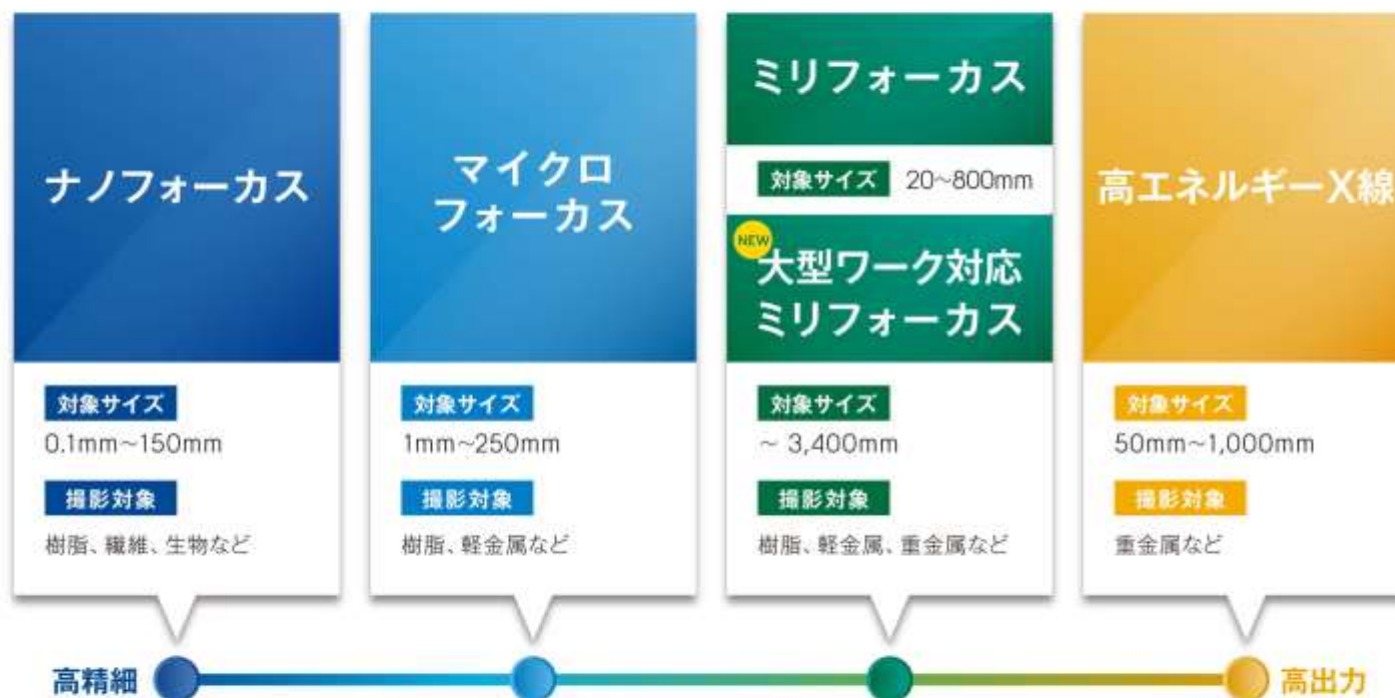 ナノフォーカス
対象サイズ
0.1mm~150mm
撮影対象
樹脂、繊維、生物など
マイクロ
フォーカス
対象サイズ
1mm~250mm
撮影対象
樹脂、軽金属など
ミリフォーカス
対象サイズ 20~800mm
NEW
大型ワーク対応
ミリフォーカス
対象サイズ
~ 3,400mm
撮影対象
樹脂、軽金属、重金属など
高エネルギーX線
対象サイズ
50mm~1,000mm
撮影対象
重金属など
高精細
高出力